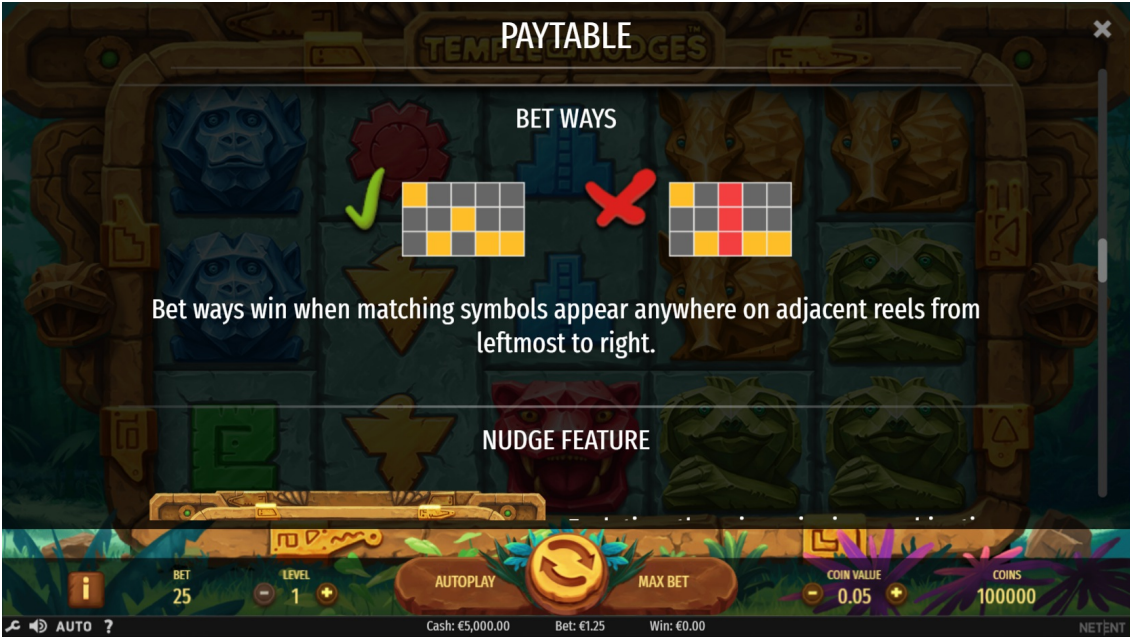 PAYTABLE
BET WAYS
Bet ways win when matching symbols appear anywhere on adjacent reels from
leftmost to right.
NUDGE FEATURE
BET
25
LEVEL
1
AUTOPLAY
MAX BET
COIN VALUE
0.05
COINS
100000
AUTO ?
Cash: €5,000.00
Bet: €1.25
Win: €0.00
NETENT